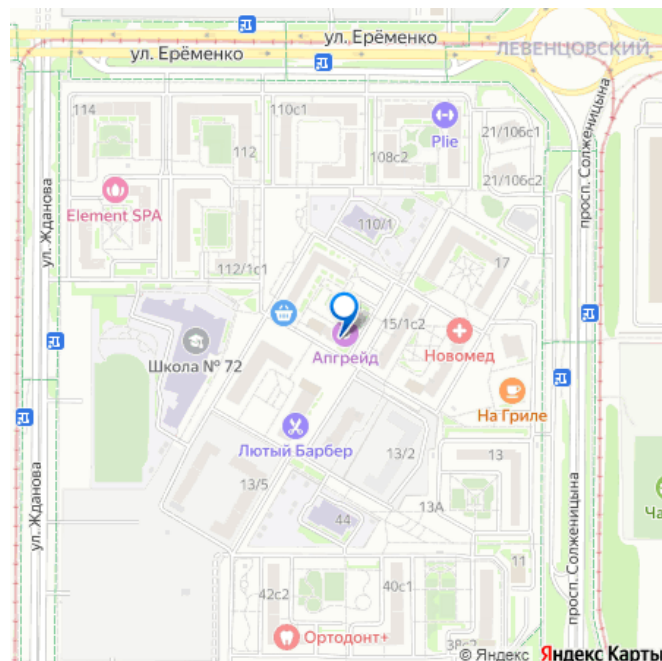 ул. Ерёменко
ул. Ерёменко
ЛЕВЕНЦОВСКИЙ
114
110с1
Plie
21/106с1
112
108с2
21/106с2
просп. Солженицына
Element SPA
ул. Жданова
110/1
112/1с1
17
15/1с2
Школа № 72
Апгрейд
Новомед
На Гриле
Лютый Барбер
13/2
13
13/5
13А
44
ул. Жданова
Ча
просп. Солженицына
11
42с2
40с1
Ортодонт+
38с2
© Яндекс Яндекс Карты